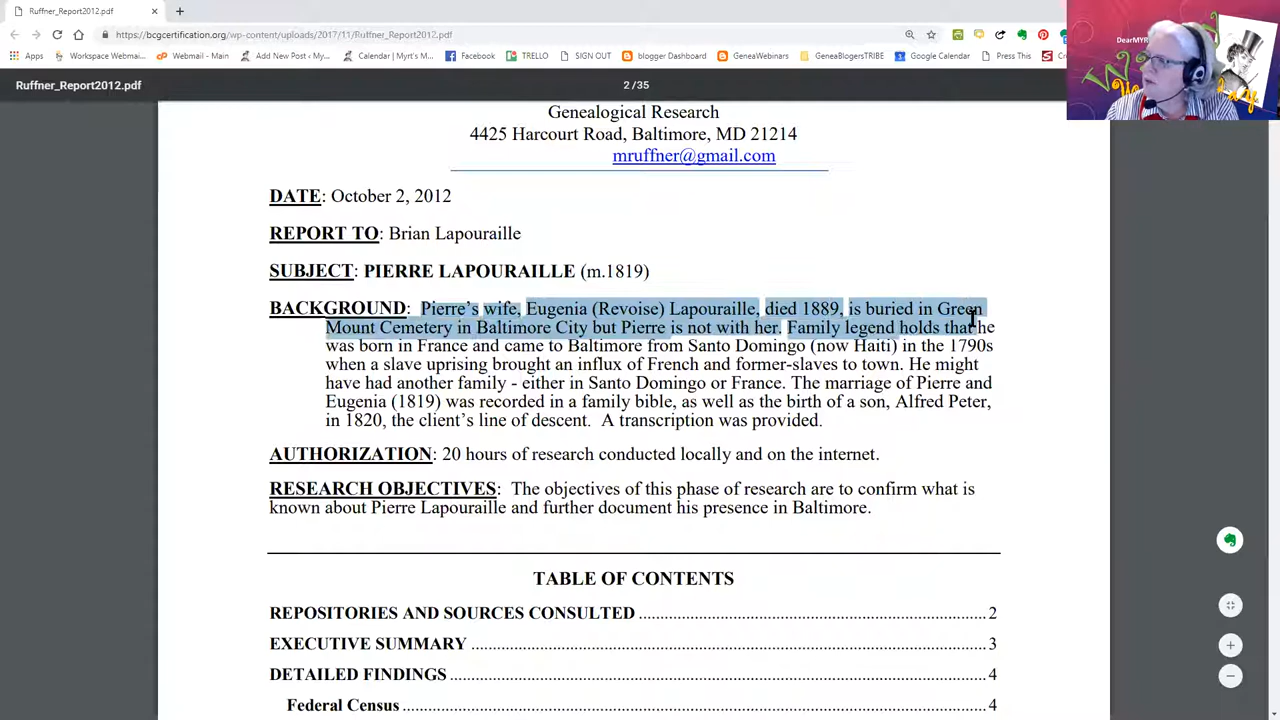 Ruffner_Report2012.pdf
https://bcgcertification.org/wp-content/uploads/2017/11/Ruffner_Report2012.pdf
Apps
Workspace Webmai
Webmail - Main
Add New Post ‹ My
Calendar | Myrt's M
Facebook
TRELLO
SIGN OUT
blogger Dashboard
GeneaWebinars
GeneaBlogersTRIBE
Google Calendar
Press This
Ruffner_Report2012.pdf
2 / 35
DearMYR
Genealogical Research
4425 Harcourt Road, Baltimore, MD 21214
mruffner@gmail.com
DATE: October 2, 2012
REPORT TO: Brian Lapouraille
SUBJECT: PIERRE LAPOURAILLE (m.1819)
BACKGROUND: Pierre's wife, Eugenia (Revoise) Lapouraille, died 1889, is buried in Green
Mount Cemetery in Baltimore City but Pierre is not with her. Family legend holds that he
was born in France and came to Baltimore from Santo Domingo (now Haiti) in the 1790s
when a slave uprising brought an influx of French and former-slaves to town. He might
have had another family - either in Santo Domingo or France. The marriage of Pierre and
Eugenia (1819) was recorded in a family bible, as well as the birth of a son, Alfred Peter,
in 1820, the client's line of descent. A transcription was provided.
AUTHORIZATION: 20 hours of research conducted locally and on the internet.
RESEARCH OBJECTIVES: The objectives of this phase of research are to confirm what is
known about Pierre Lapouraille and further document his presence in Baltimore.
TABLE OF CONTENTS
REPOSITORIES AND SOURCES CONSULTED 2
EXECUTIVE SUMMARY 3
DETAILED FINDINGS 4
Federal Census 4